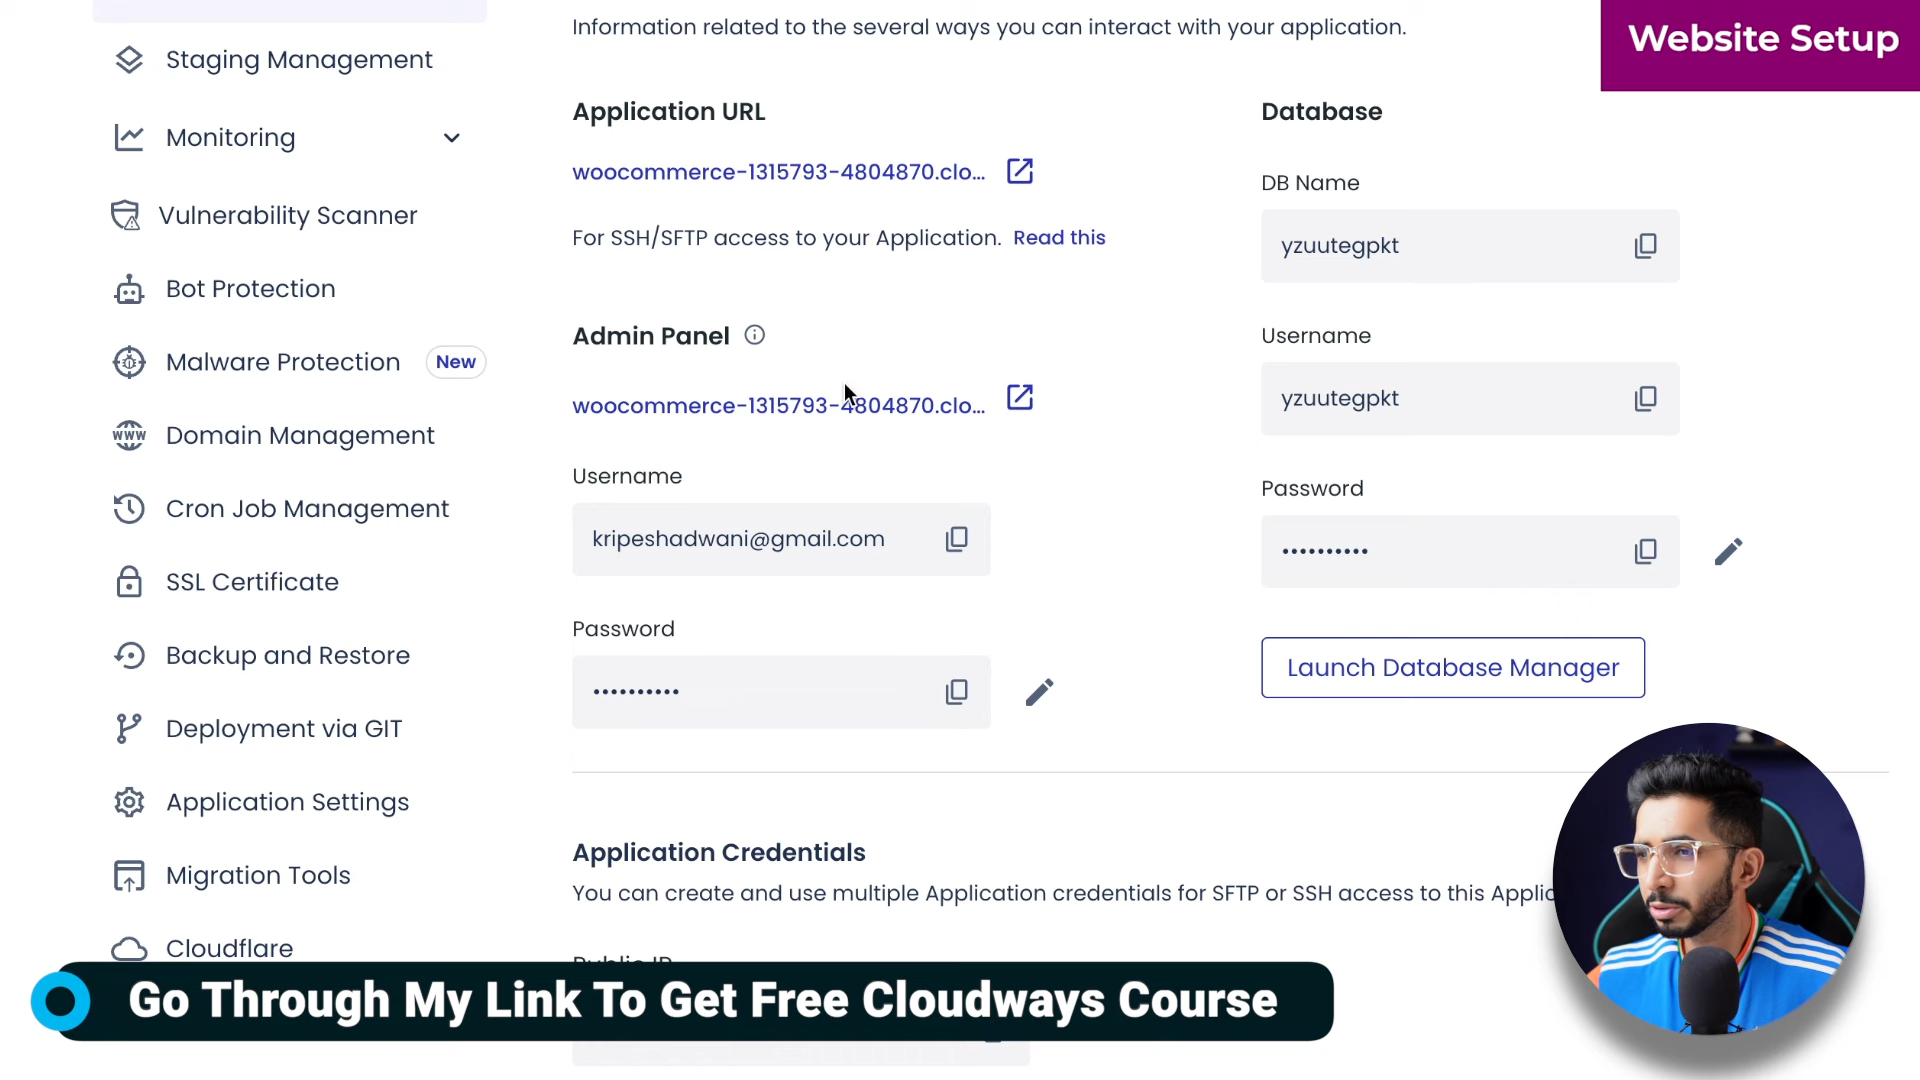 Information related to the several ways you can interact with your application.
Website Setup
Staging Management
Monitoring
Vulnerability Scanner
Bot Protection
Malware Protection New
Domain Management
Cron Job Management
SSL Certificate
Backup and Restore
Deployment via GIT
Application Settings
Migration Tools
Cloudflare
Application URL
woocommerce-1315793-4804870.clo...
For SSH/SFTP access to your Application. Read this
Admin Panel
woocommerce-1315793-4804870.clo...
Username
kripeshadwani@gmail.com
Password
••••••••••
Database
DB Name
yzuutegpkt
Username
yzuutegpkt
Password
••••••••••
Launch Database Manager
Application Credentials
You can create and use multiple Application credentials for SFTP or SSH access to this Applic
Public IP
Go Through My Link To Get Free Cloudways Course